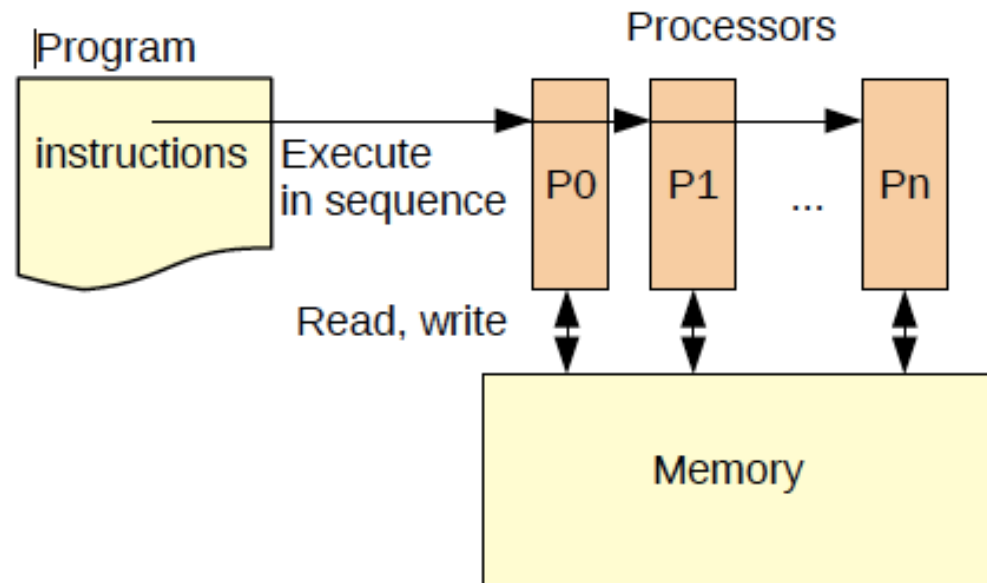 Program
Processors
instructions
Execute
in sequence
P0
P1
...
Pn
Read, write
Memory